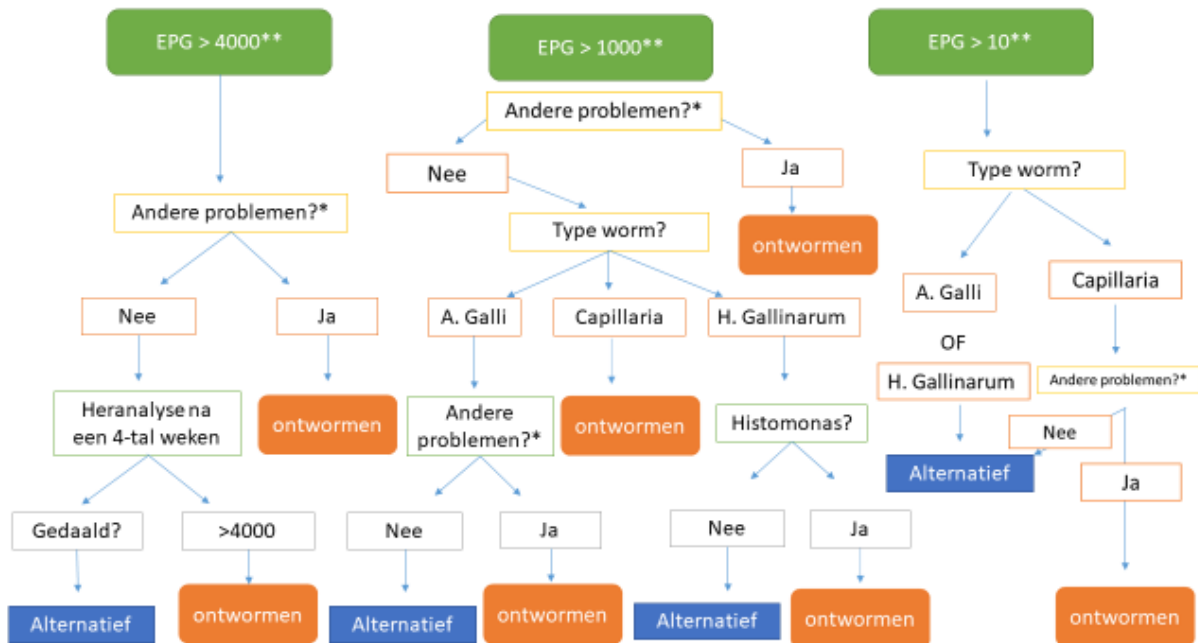 EPG > 4000**
EPG > 1000**
EPG > 10**
Andere problemen?*
Nee
Ja
Type worm?
Andere problemen?*
Type worm?
ontwormen
A. Galli
Capillaria
Nee
Ja
A. Galli
Capillaria
H. Gallinarum
OF
H. Gallinarum
Andere problemen?*
Heranalyse na
een 4-tal weken
ontwormen
Andere
problemen?*
ontwormen
Histomonas?
Nee
Alternatief
Ja
Gedaald?
>4000
Nee
Ja
Nee
Ja
Alternatief
ontwormen
Alternatief
ontwormen
Alternatief
ontwormen
ontwormen